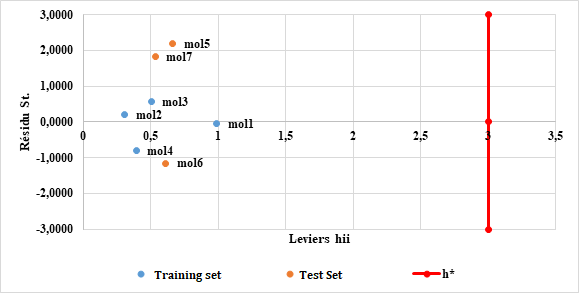 3,0000
2,0000
mol5
mol7
1,0000
mol3
mol2
0,0000
mol1
0 0,5 1 1,5 2 2,5 3 3,5
mol4
-1,0000
mol6
-2,0000
-3,0000
Résidu St.
Leviers hii
Training set Test Set h*